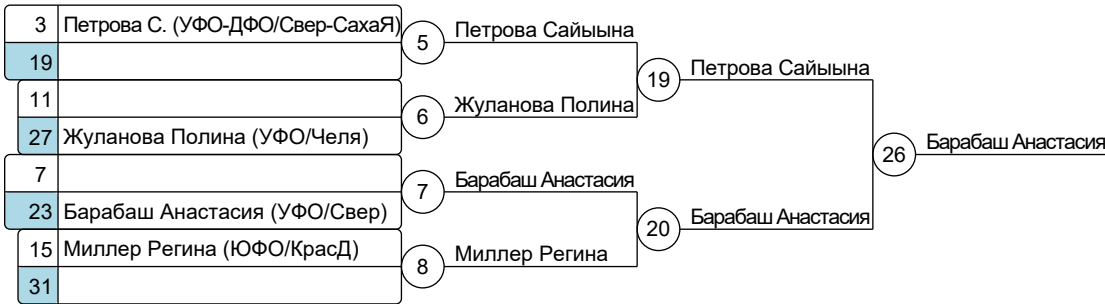 3 Петрова С. (УФО-ДФО/Свер-СахаЯ)
19
5 Петрова Сайыына
11
27 Жуланова Полина (УФО/Челя)
6 Жуланова Полина
19 Петрова Сайыына
7
23 Барабаш Анастасия (УФО/Свер)
7 Барабаш Анастасия
15 Миллер Регина (ЮФО/КрасД)
31
8 Миллер Регина
20 Барабаш Анастасия
26 Барабаш Анастасия